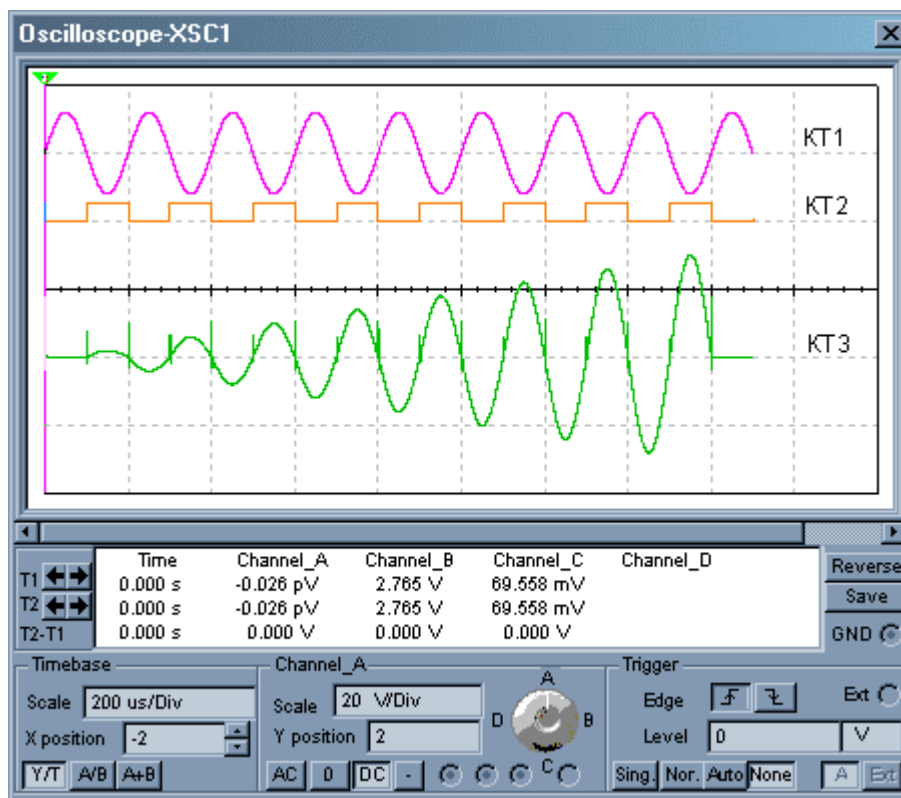 Oscilloscope-XSC1
KT1
KT2
KT3
Time Channel_A Channel_B Channel_C Channel_D
T1 0.000 s -0.026 pV 2.765 V 69.558 mV
T2 0.000 s -0.026 pV 2.765 V 69.558 mV
T2-T1 0.000 s 0.000 V 0.000 V 0.000 V
Reverse
Save
GND
Timebase
Scale 200 us/Div
X position -2
Y/T A/B A+B
Channel_A
Scale 20 V/Div
Y position 2
AC 0 DC -
A
B
C
D
Trigger
Edge Ext
Level 0 V
Sing. Nor. Auto None A Ext